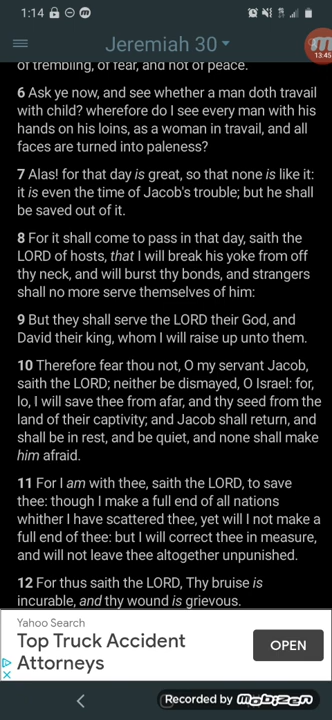 1:14
Jeremiah 30
13:45
of trembling, of fear, and not of peace.
6 Ask ye now, and see whether a man doth travail
with child? wherefore do I see every man with his
hands on his loins, as a woman in travail, and all
faces are turned into paleness?
7 Alas! for that day is great, so that none is like it:
it is even the time of Jacob's trouble; but he shall
be saved out of it.
8 For it shall come to pass in that day, saith the
LORD of hosts, that I will break his yoke from off
thy neck, and will burst thy bonds, and strangers
shall no more serve themselves of him:
9 But they shall serve the LORD their God, and
David their king, whom I will raise up unto them.
10 Therefore fear thou not, O my servant Jacob,
saith the LORD; neither be dismayed, O Israel: for,
lo, I will save thee from afar, and thy seed from the
land of their captivity; and Jacob shall return, and
shall be in rest, and be quiet, and none shall make
him afraid.
11 For I am with thee, saith the LORD, to save
thee: though I make a full end of all nations
whither I have scattered thee, yet will I not make a
full end of thee: but I will correct thee in measure,
and will not leave thee altogether unpunished.
12 For thus saith the LORD, Thy bruise is
incurable, and thy wound is grievous.
Yahoo Search
Top Truck Accident
Attorneys
OPEN
Recorded by MOBIZEN